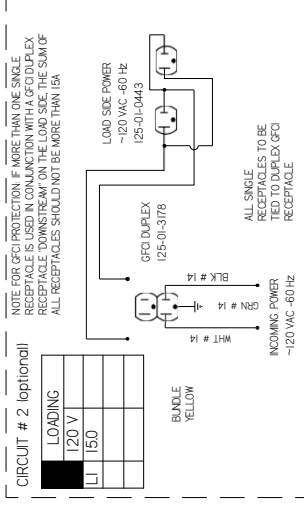 CIRCUIT # 2 (optional)
LOADING
120 V
L1 15.0
NOTE: FOR GFCI PROTECTION. IF MORE THAN ONE SINGLE
RECEPTACLE IS USED IN CONJUNCTION WITH A GFCI DUPLEX
RECEPTACLE "DOWNSTREAM" ON THE LOAD SIDE, THE SUM OF
ALL RECEPTACLES SHOULD NOT BE MORE THAN 15A
LOAD SIDE POWER
~120 VAC -60 Hz
125-01-0443
GFCI DUPLEX
125-01-3178
BUNDLE
YELLOW
WHT # 14
GRN # 14
BLK # 14
INCOMING POWER
~120 VAC -60 Hz
ALL SINGLE
RECEPTACLES TO BE
TIED TO DUPLEX GFCI
RECEPTACLE